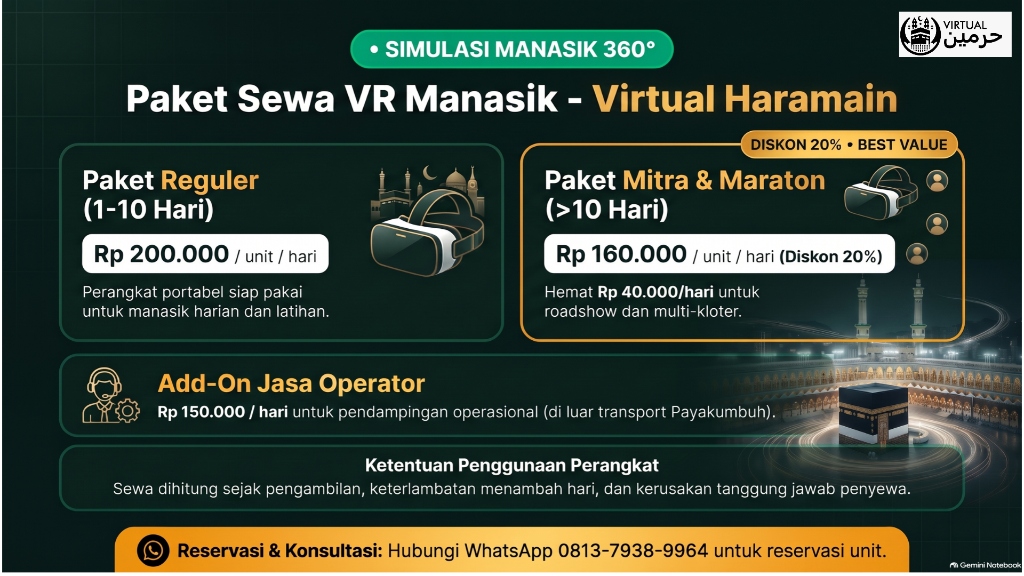 VIRTUAL
حرمين
• SIMULASI MANASIK 360°
Paket Sewa VR Manasik - Virtual Haramain
Paket Reguler
(1-10 Hari)
Rp 200.000 / unit / hari
Perangkat portabel siap pakai
untuk manasik harian dan latihan.
DISKON 20% • BEST VALUE
Paket Mitra & Maraton
(>10 Hari)
Rp 160.000 / unit / hari (Diskon 20%)
Hemat Rp 40.000/hari untuk
roadshow dan multi-kloter.
Add-On Jasa Operator
Rp 150.000 / hari untuk pendampingan operasional (di luar transport Payakumbuh).
Ketentuan Penggunaan Perangkat
Sewa dihitung sejak pengambilan, keterlambatan menambah hari, dan kerusakan tanggung jawab penyewa.
Reservasi & Konsultasi: Hubungi WhatsApp 0813-7938-9964 untuk reservasi unit.
Gemini Notebook